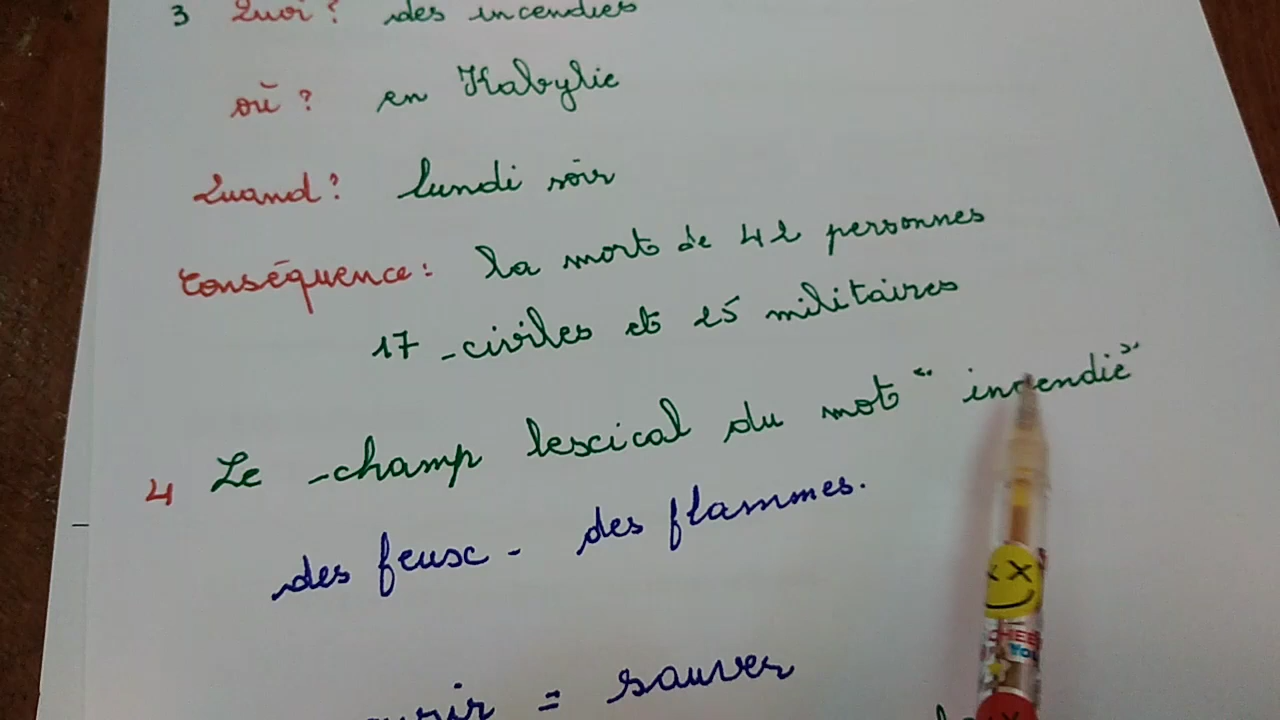 3 Quoi ? des incendies
où ? en Kabylie
Quand ? lundi soir
Conséquence : la mort de 42 personnes
17 civiles et 25 militaires
4 Le champ lexical du mot " incendie "
des feux - des flammes.
= sauver